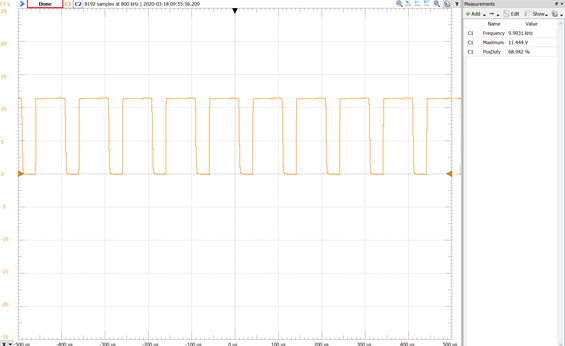 C1 V Done C1 C2 8192 samples at 800 kHz | 2020-03-18 09:55:56.209 Y
Measurements
Add Edit Show
Name Value
C1 Frequency 9.9931 kHz
C1 Maximum 11.444 V
C1 PosDuty 68.942 %
25
20
15
10
5
0
-5
-10
-15
-20
-25
X -500 us -400 us -300 us -200 us -100 us 0 us 100 us 200 us 300 us 400 us 500 us